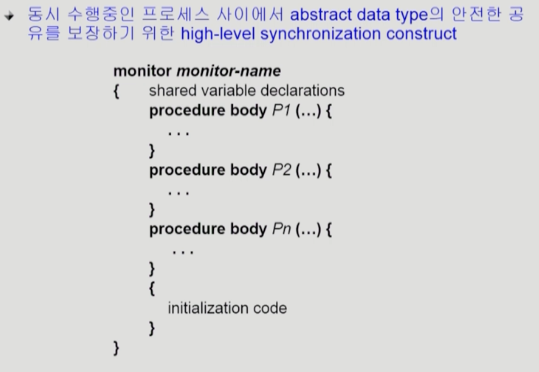 동시 수행중인 프로세스 사이에서 abstract data type의 안전한 공
유를 보장하기 위한 high-level synchronization construct
monitor monitor-name
{ shared variable declarations
procedure body P1 (...) {
...
}
procedure body P2 (...) {
...
}
procedure body Pn (...) {
...
}
{
initialization code
}
}